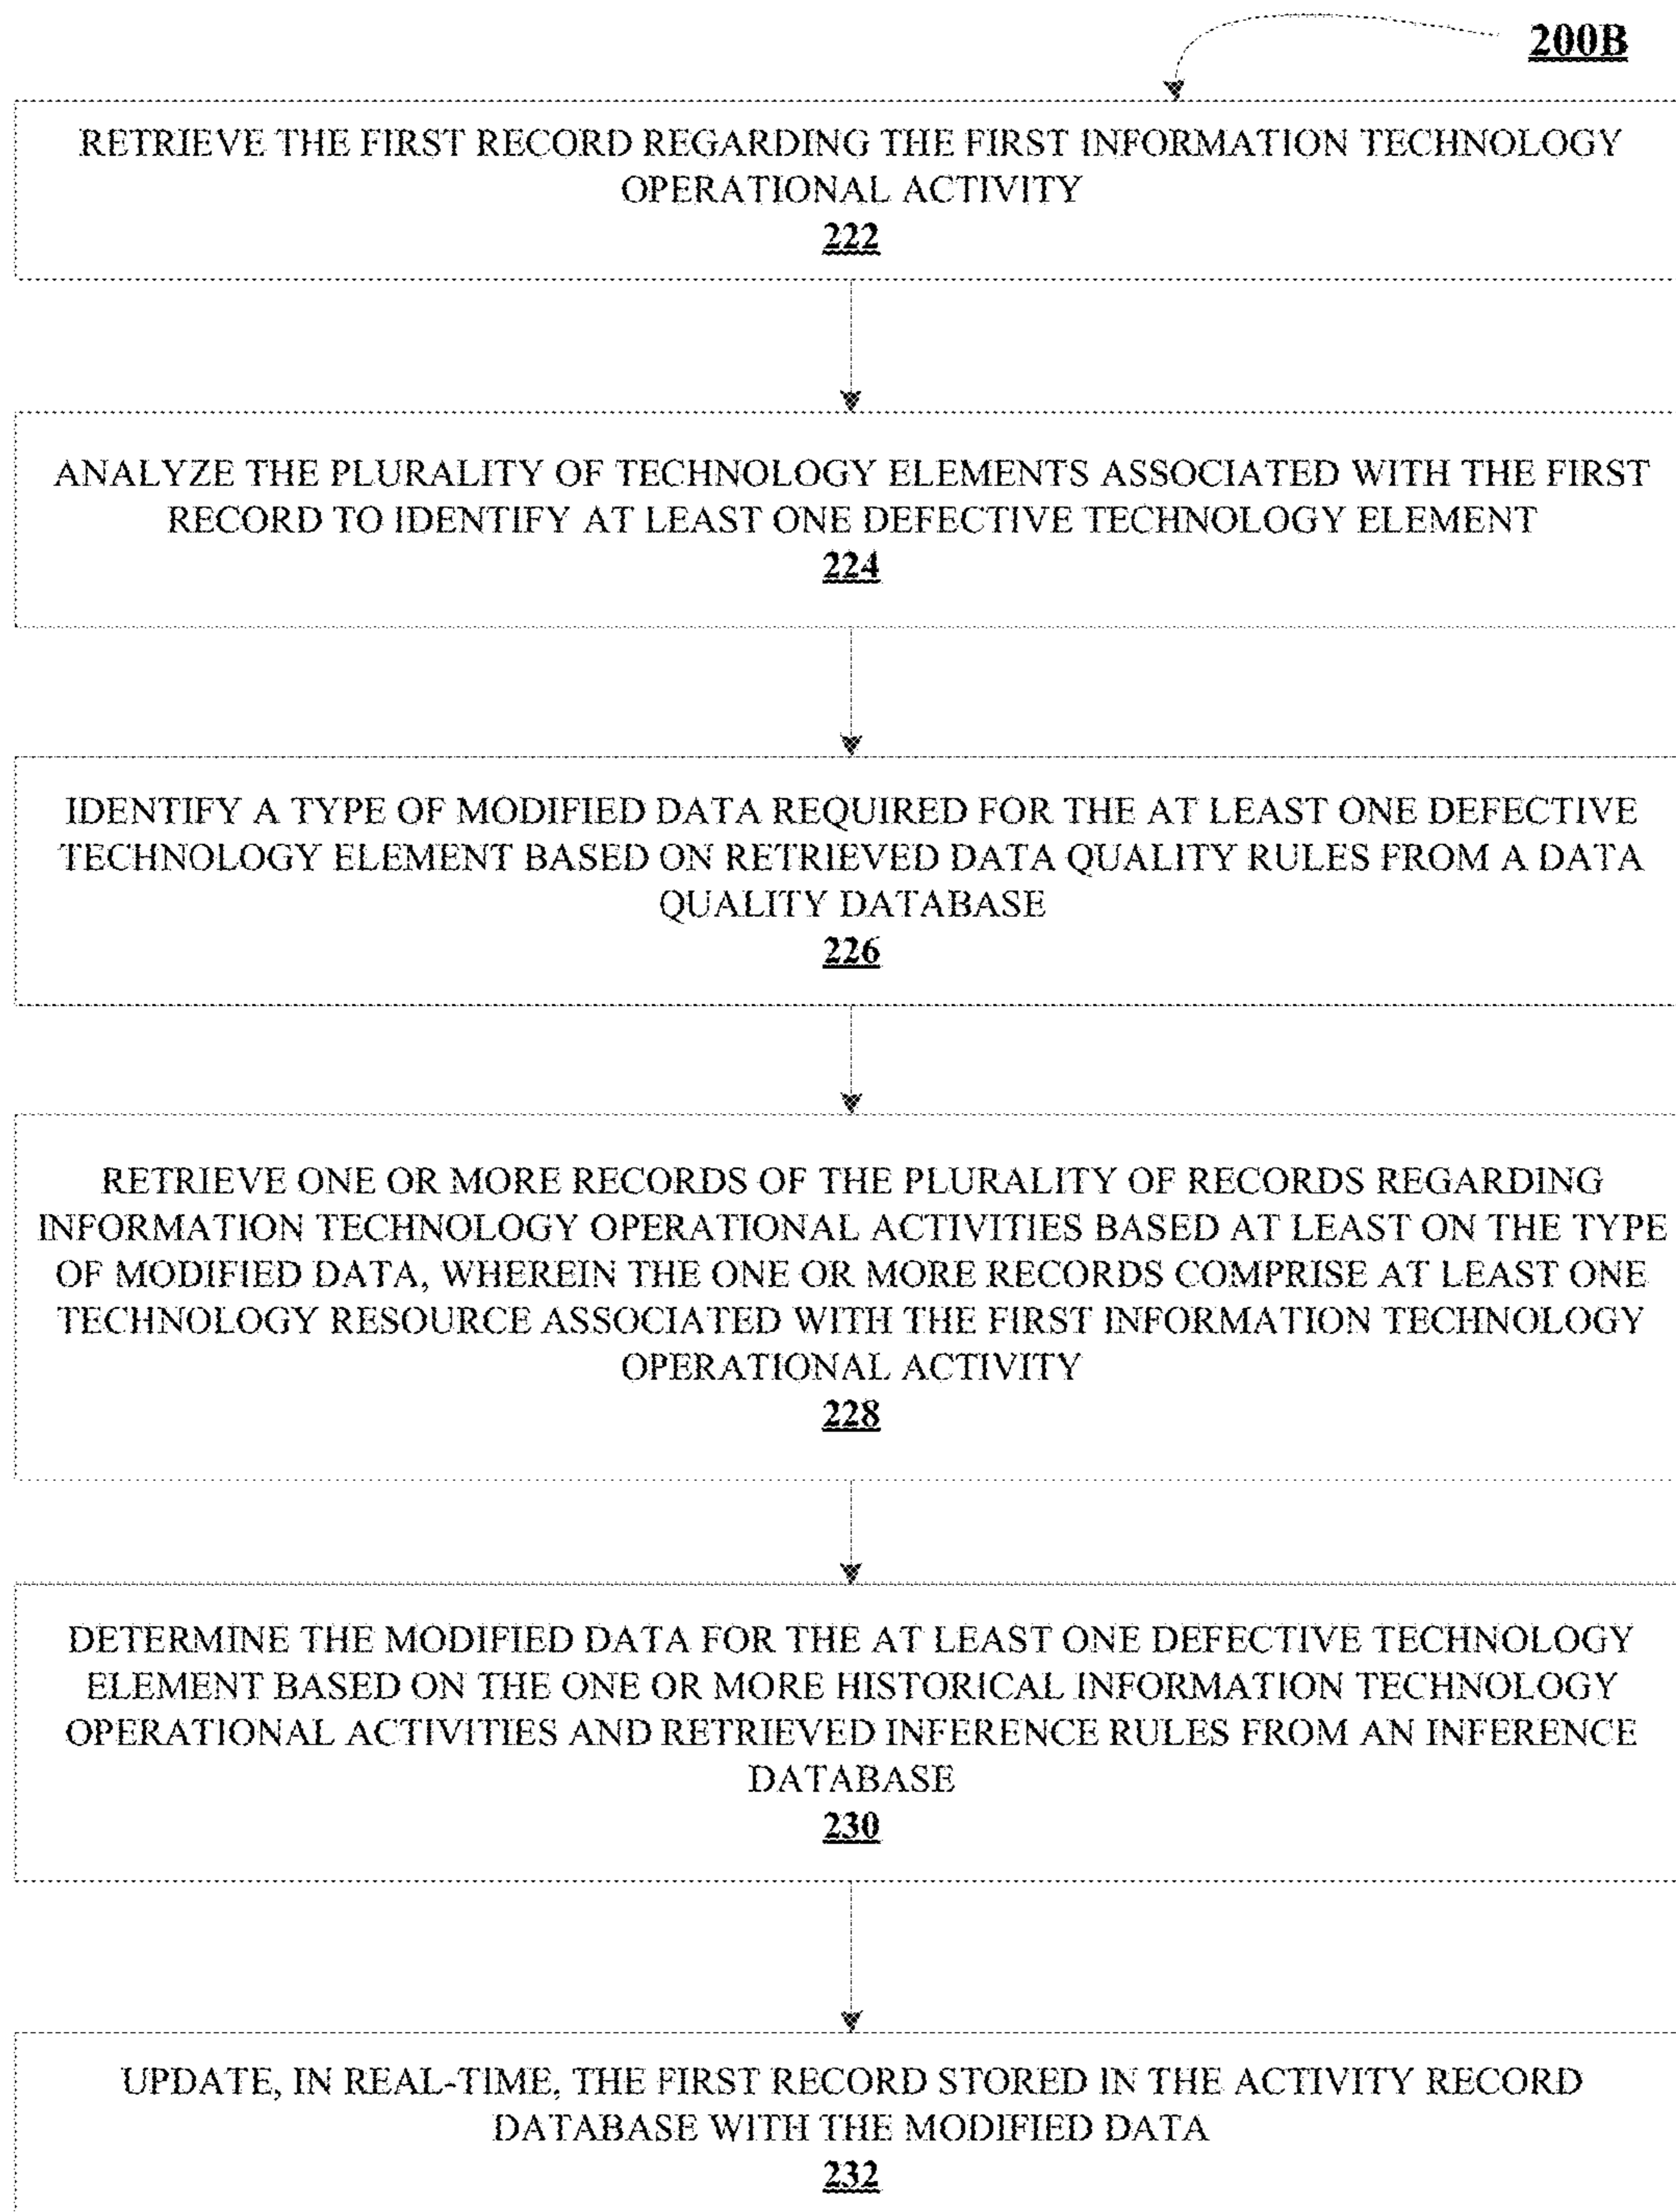 200B
RETRIEVE THE FIRST RECORD REGARDING THE FIRST INFORMATION TECHNOLOGY
OPERATIONAL ACTIVITY
222
ANALYZE THE PLURALITY OF TECHNOLOGY ELEMENTS ASSOCIATED WITH THE FIRST
RECORD TO IDENTIFY AT LEAST ONE DEFECTIVE TECHNOLOGY ELEMENT
224
IDENTIFY A TYPE OF MODIFIED DATA REQUIRED FOR THE AT LEAST ONE DEFECTIVE
TECHNOLOGY ELEMENT BASED ON RETRIEVED DATA QUALITY RULES FROM A DATA
QUALITY DATABASE
226
RETRIEVE ONE OR MORE RECORDS OF THE PLURALITY OF RECORDS REGARDING
INFORMATION TECHNOLOGY OPERATIONAL ACTIVITIES BASED AT LEAST ON THE TYPE
OF MODIFIED DATA, WHEREIN THE ONE OR MORE RECORDS COMPRISE AT LEAST ONE
TECHNOLOGY RESOURCE ASSOCIATED WITH THE FIRST INFORMATION TECHNOLOGY
OPERATIONAL ACTIVITY
228
DETERMINE THE MODIFIED DATA FOR THE AT LEAST ONE DEFECTIVE TECHNOLOGY
ELEMENT BASED ON THE ONE OR MORE HISTORICAL INFORMATION TECHNOLOGY
OPERATIONAL ACTIVITIES AND RETRIEVED INFERENCE RULES FROM AN INFERENCE
DATABASE
230
UPDATE, IN REAL-TIME, THE FIRST RECORD STORED IN THE ACTIVITY RECORD
DATABASE WITH THE MODIFIED DATA
232